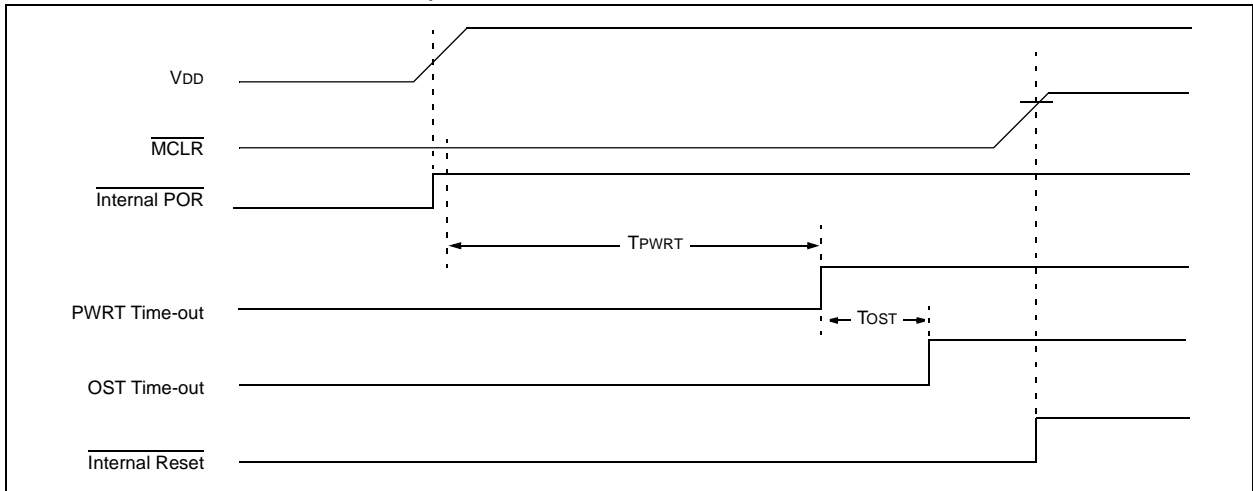 VDD
MCLR
Internal POR
TPWRT
PWRT Time-out
TOST
OST Time-out
Internal Reset